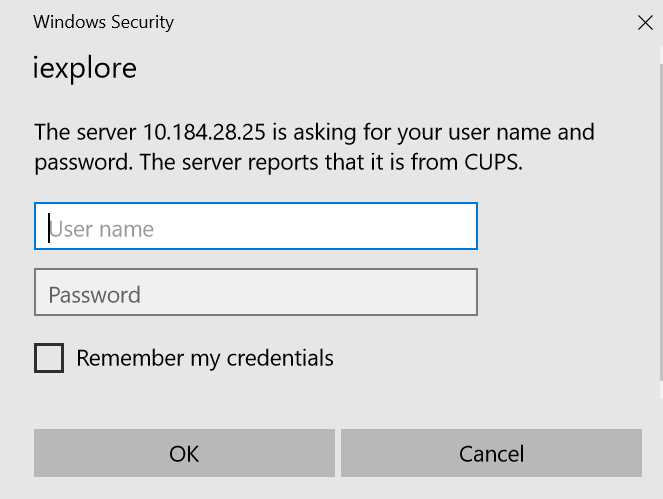 Windows Security
iexplore
The server 10.184.28.25 is asking for your user name and
password. The server reports that it is from CUPS.
User name
Password
Remember my credentials
OK
Cancel